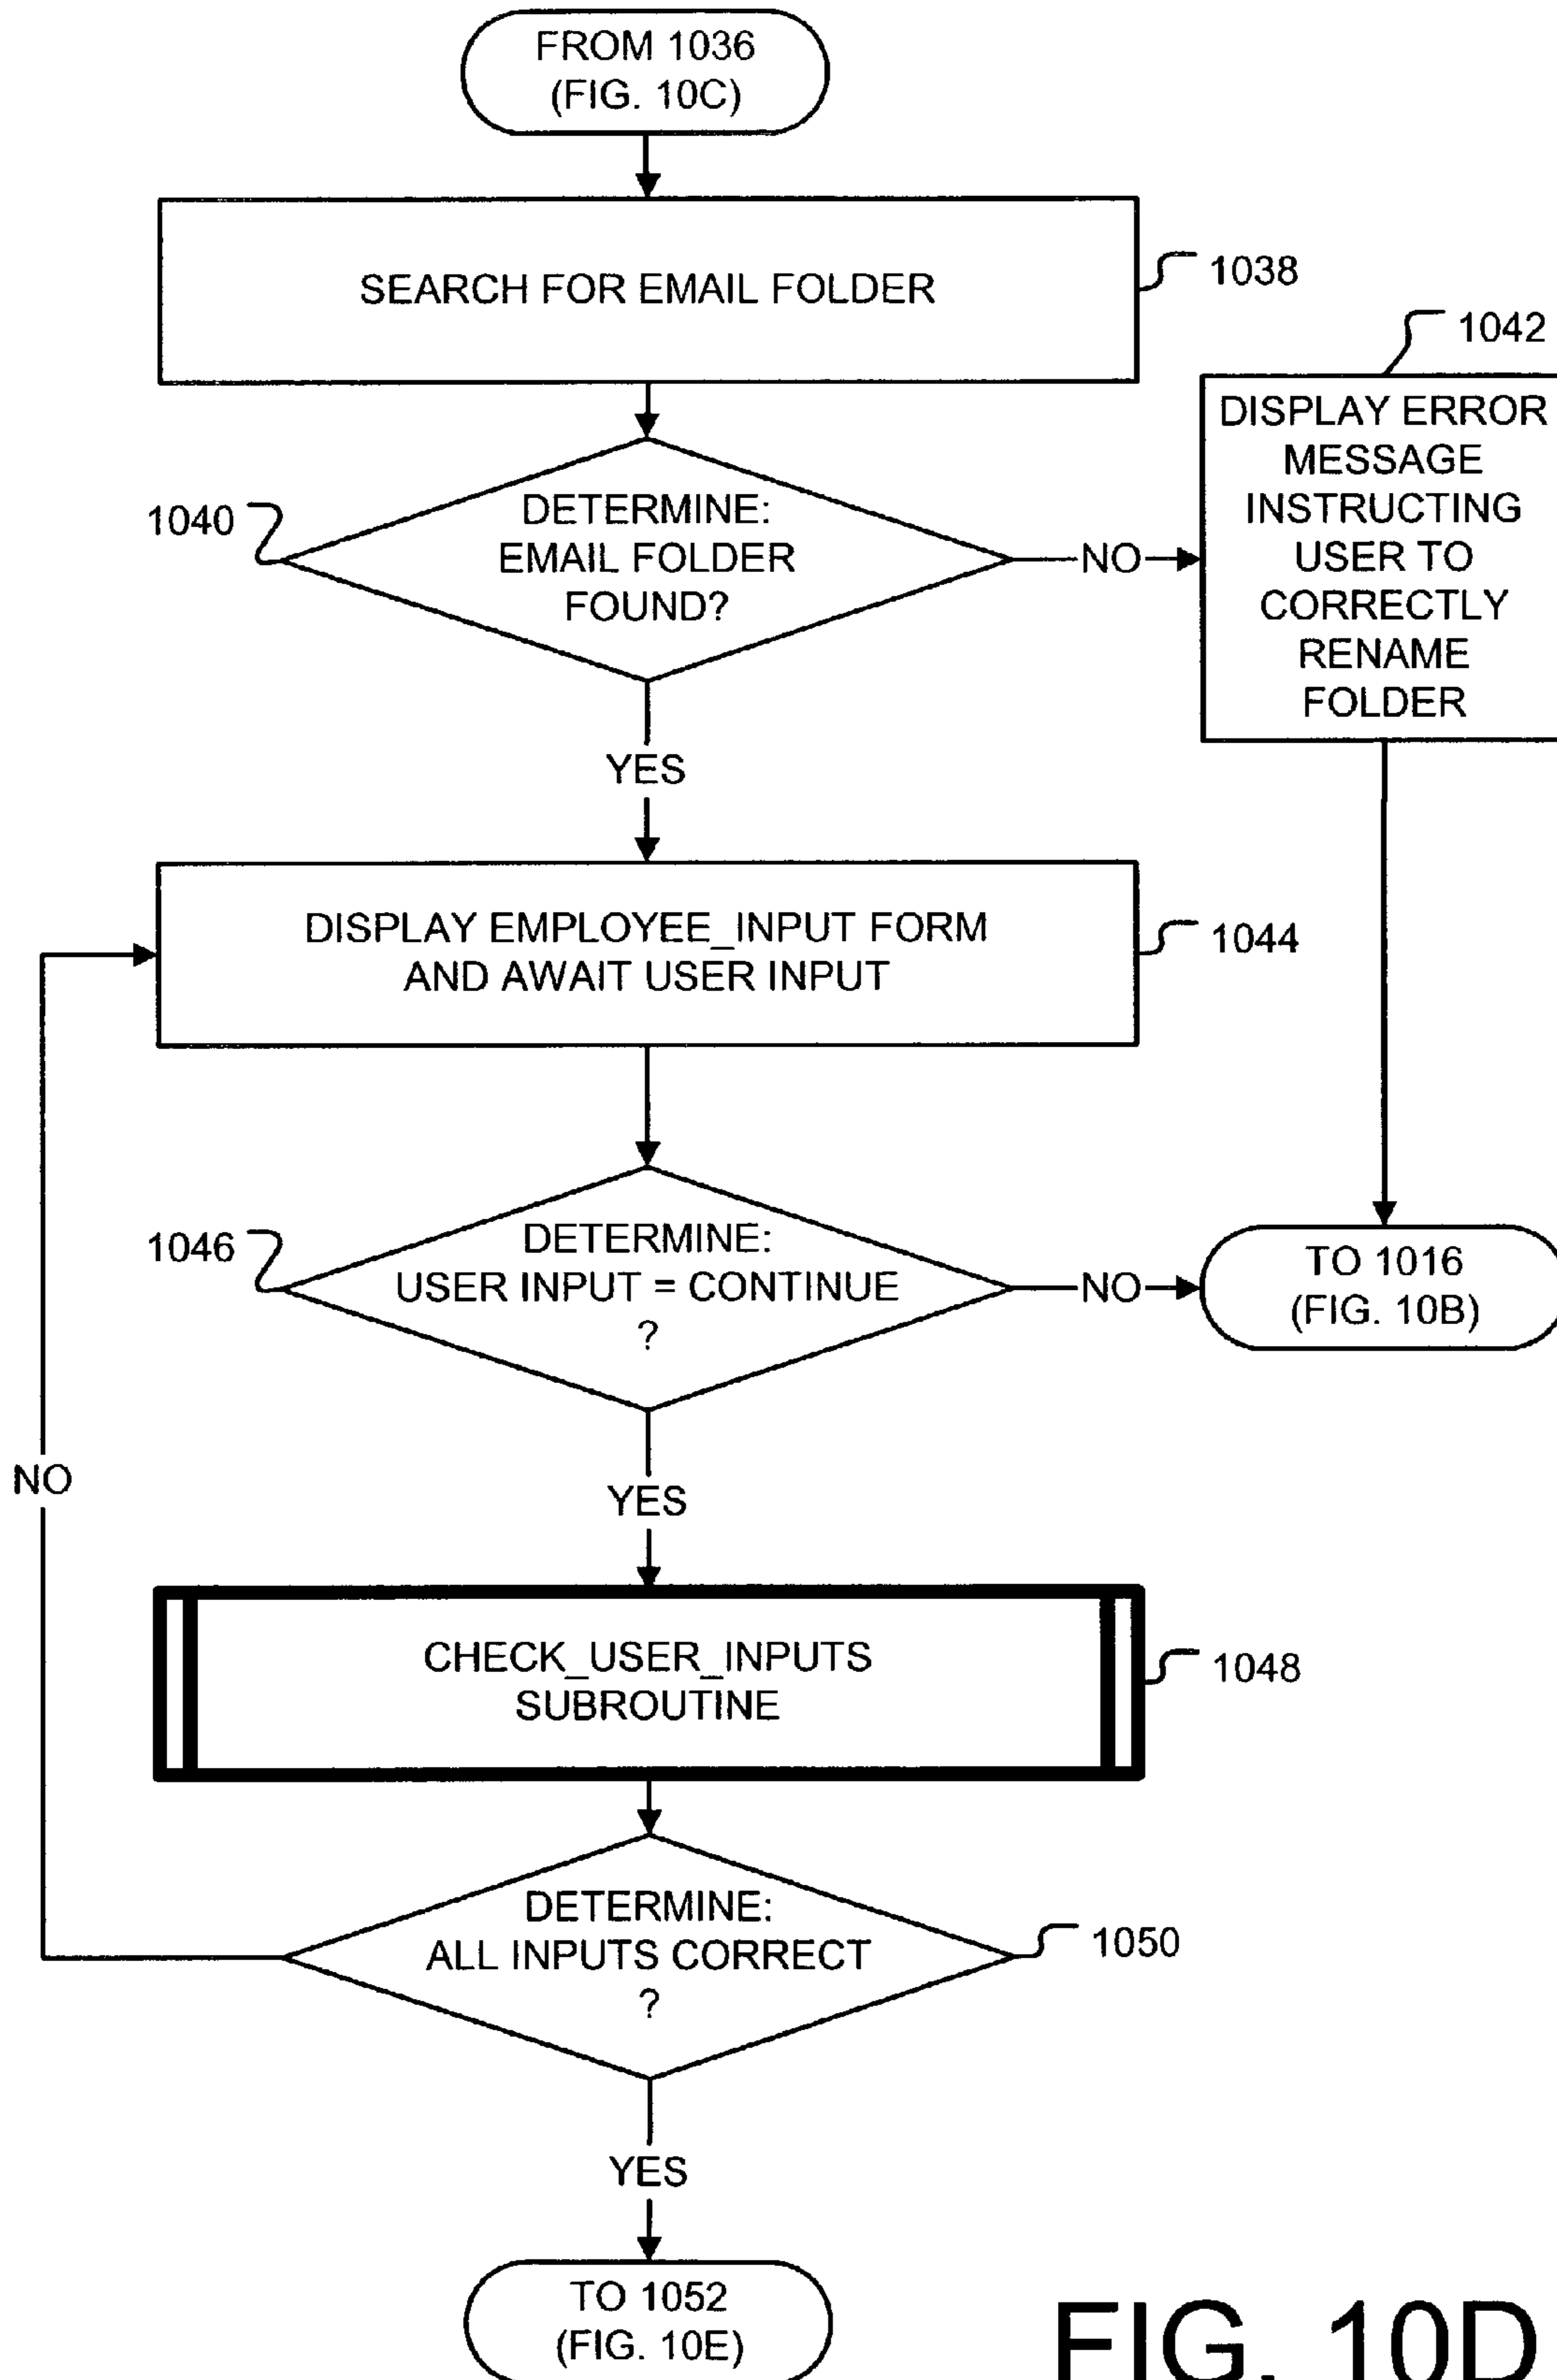 FROM 1036
(FIG. 10C)
SEARCH FOR EMAIL FOLDER
1038
1042
DISPLAY ERROR
MESSAGE
INSTRUCTING
USER TO
CORRECTLY
RENAME
FOLDER
1040
DETERMINE:
EMAIL FOLDER
FOUND?
NO
YES
DISPLAY EMPLOYEE_INPUT FORM
AND AWAIT USER INPUT
1044
1046
DETERMINE:
USER INPUT = CONTINUE
?
NO
TO 1016
(FIG. 10B)
NO
YES
CHECK_USER_INPUTS
SUBROUTINE
1048
DETERMINE:
ALL INPUTS CORRECT
?
1050
YES
TO 1052
(FIG. 10E)
FIG. 10D